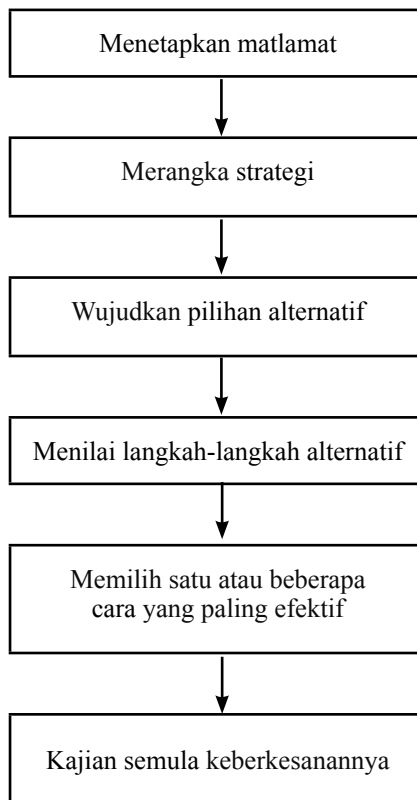 Menetapkan matlamat
Merangka strategi
Wujudkan pilihan alternatif
Menilai langkah-langkah alternatif
Memilih satu atau beberapa
cara yang paling efektif
Kajian semula keberkesanannya